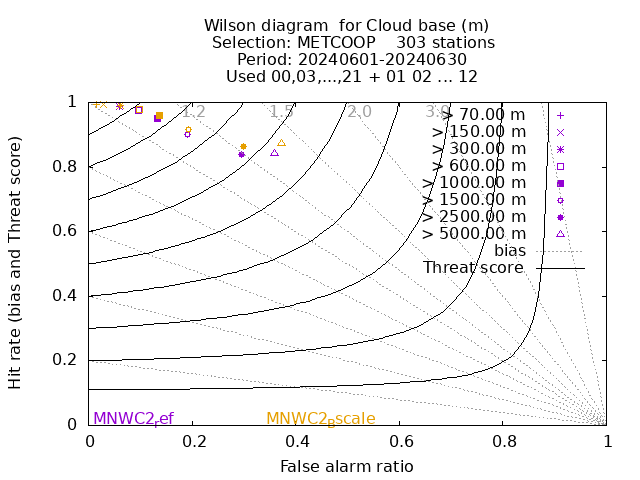 Wilson diagram for Cloud base (m)
Selection: METCOOP 303 stations
Period: 20240601-20240630
Used 00,03,...,21 + 01 02 ... 12
Hit rate (bias and Threat score)
1
0.8
0.6
0.4
0.2
0
1.2 1.5 2.0 3.0
> 70.00 m
> 150.00 m
> 300.00 m
> 600.00 m
> 1000.00 m
> 1500.00 m
> 2500.00 m
> 5000.00 m
bias
Threat score
MNWC2ref MNWC2Bscale
0 0.2 0.4 0.6 0.8 1
False alarm ratio